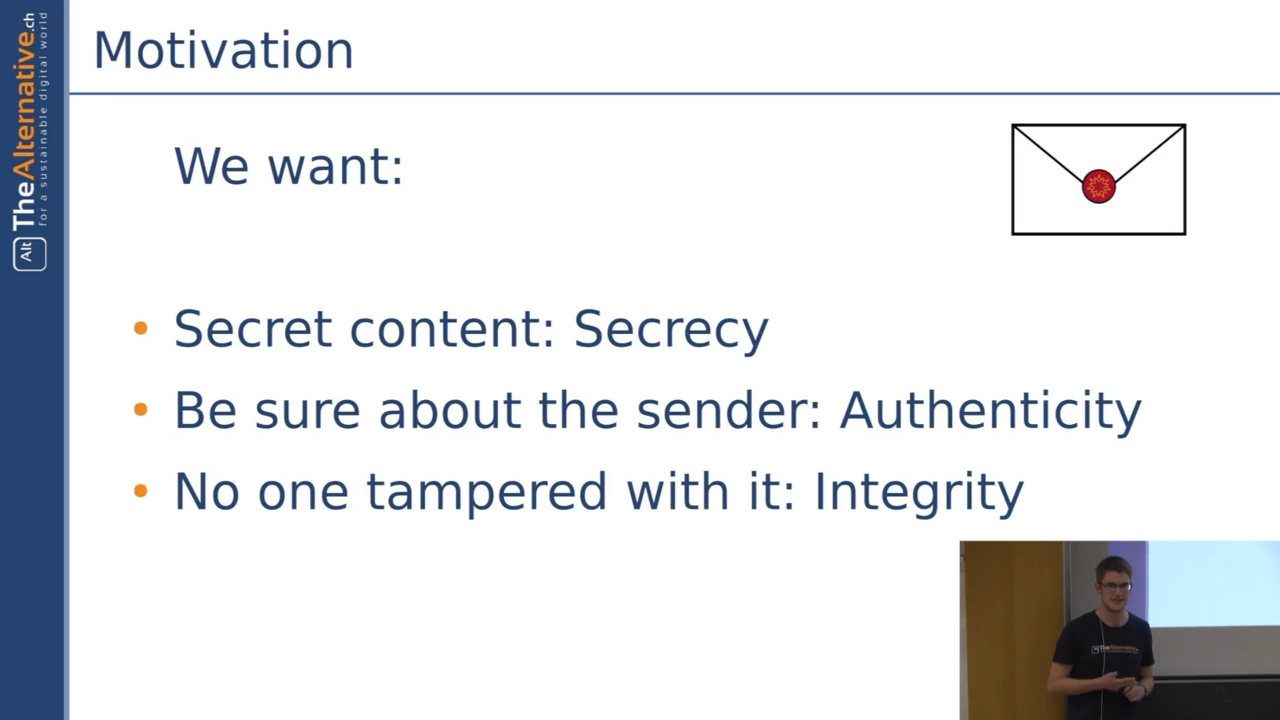 Motivation
We want:
• Secret content: Secrecy
• Be sure about the sender: Authenticity
• No one tampered with it: Integrity
Alt TheAlternative.ch
for a sustainable digital world
TheAlternative